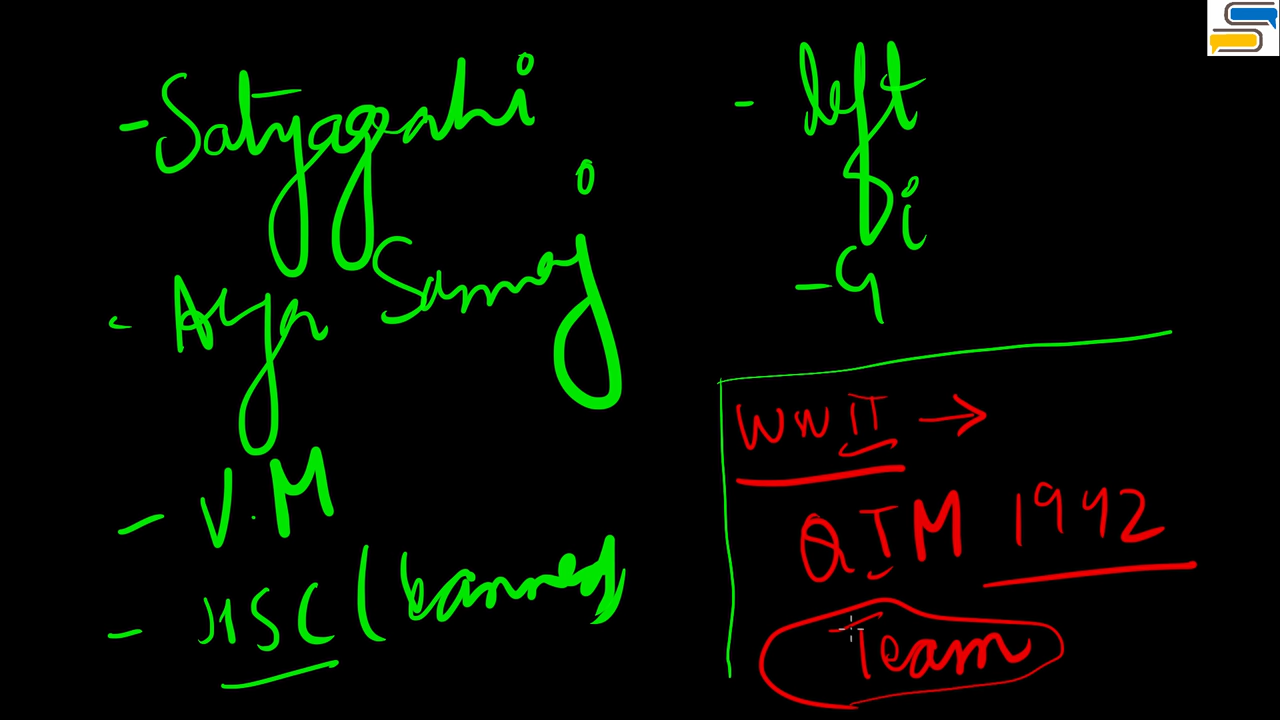 - Satyagrahi
- Arya Samaj
- V.M
- HSC (banned)
- left
- G
WW II →
QIM 1942
Team